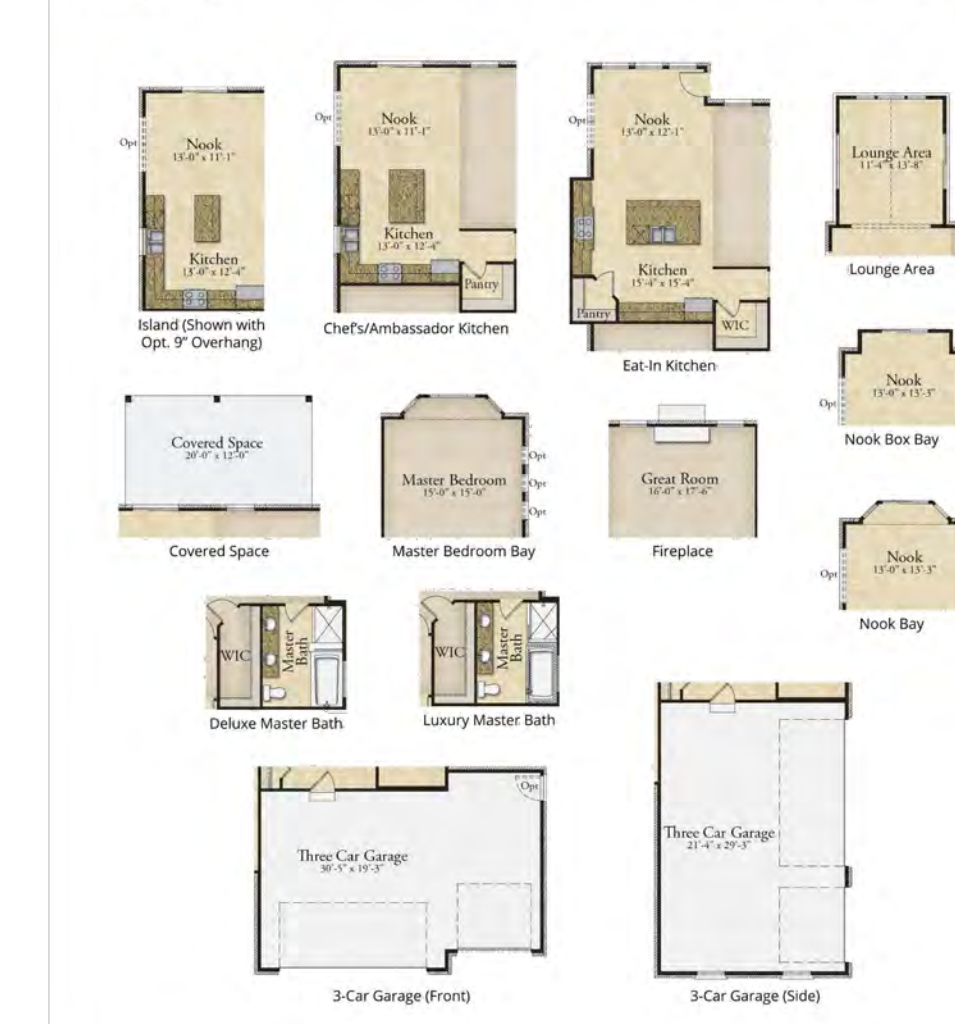 Opt
Nook
13'-0" x 11'-1"
Kitchen
13'-0" x 12'-4"
Island (Shown with
Opt. 9" Overhang)
Opt
Nook
13'-0" x 11'-1"
Kitchen
13'-0" x 12'-4"
Pantry
Chef's/Ambassador Kitchen
Opt
Nook
13'-0" x 12'-1"
Kitchen
15'-4" x 15'-4"
Pantry
WIC
Eat-In Kitchen
Lounge Area
11'-4" x 13'-8"
Lounge Area
Nook
13'-0" x 13'-3"
Opt
Nook Box Bay
Covered Space
20'-0" x 12'-0"
Covered Space
Master Bedroom
15'-0" x 15'-0"
Opt
Opt
Opt
Master Bedroom Bay
Great Room
16'-0" x 17'-6"
Fireplace
Nook
13'-0" x 13'-3"
Opt
Nook Bay
WIC
Master
Bath
Deluxe Master Bath
WIC
Master
Bath
Luxury Master Bath
Opt
Three Car Garage
30'-5" x 19'-3"
3-Car Garage (Front)
Three Car Garage
21'-4" x 29'-3"
3-Car Garage (Side)